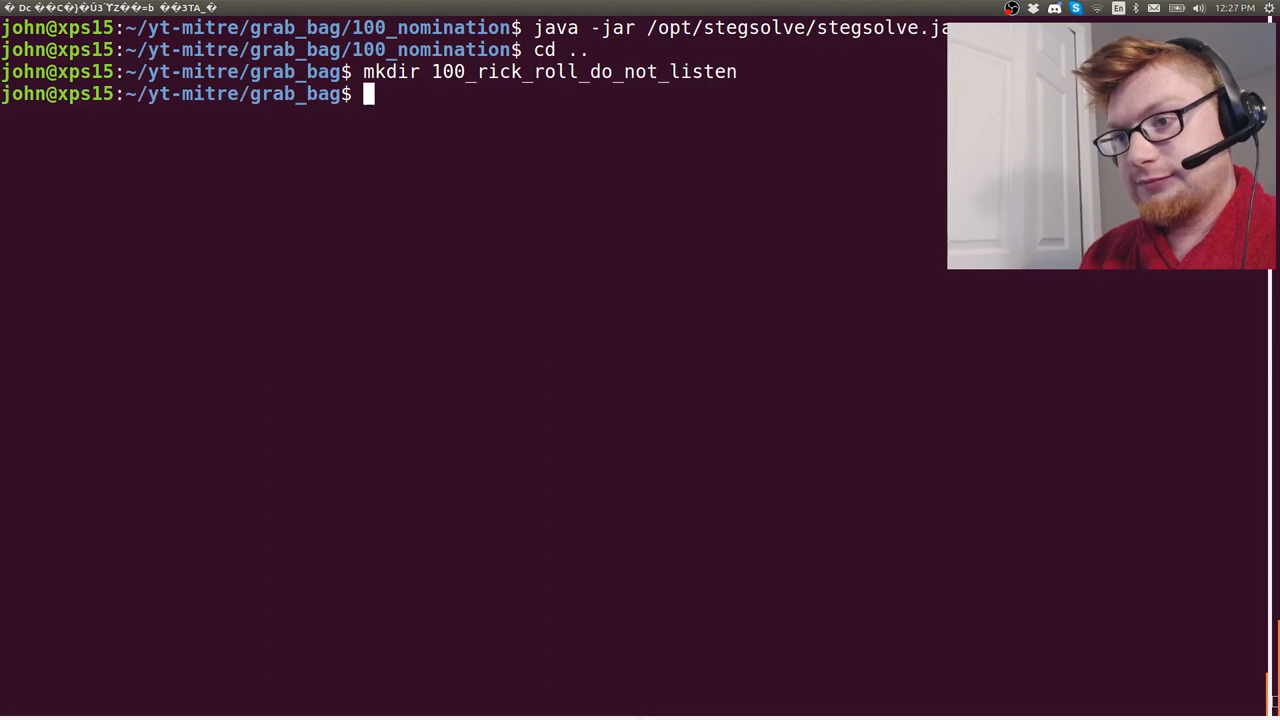 12:27 PM
En
john@xps15:~/yt-mitre/grab_bag/100_nomination$ java -jar /opt/stegsolve/stegsolve.ja
john@xps15:~/yt-mitre/grab_bag/100_nomination$ cd ..
john@xps15:~/yt-mitre/grab_bag$ mkdir 100_rick_roll_do_not_listen
john@xps15:~/yt-mitre/grab_bag$